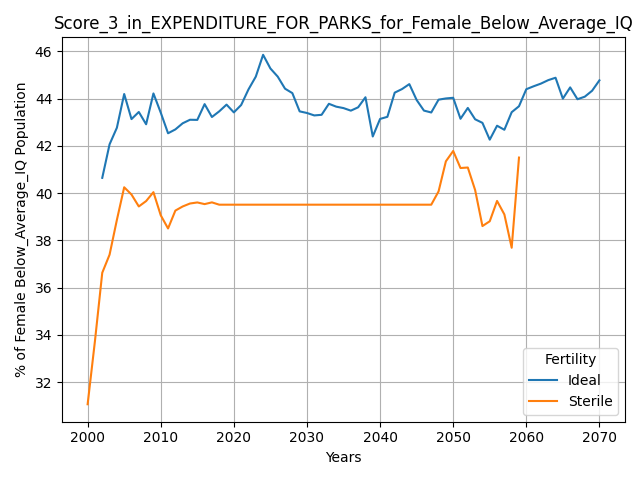 Score_3_in_EXPENDITURE_FOR_PARKS_for_Female_Below_Average_IQ
% of Female Below_Average_IQ Population
46
44
42
40
38
36
34
32
2000 2010 2020 2030 2040 2050 2060 2070
Years
Fertility
Ideal
Sterile